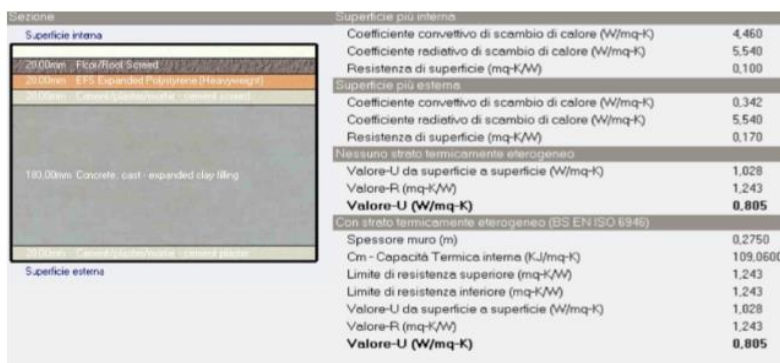 Sezione
Superficie interna
20.00mm Floor/Root Screed
20.00mm EPS Expanded Polystyrene (Heavyweight)
20.00mm Cement/plaster/mortar - cement screed
180.00mm Concrete, cast - expanded clay filling
20.00mm Cement/plaster/mortar - cement plaster
Superficie esterna
Superficie più interna
Coefficiente convettivo di scambio di calore (W/mq-K) 4,460
Coefficiente radiativo di scambio di calore (W/mq-K) 5,540
Resistenza di superficie (mq-K/W) 0,100
Superficie più esterna
Coefficiente convettivo di scambio di calore (W/mq-K) 0,342
Coefficiente radiativo di scambio di calore (W/mq-K) 5,540
Resistenza di superficie (mq-K/W) 0,170
Nessuno strato termicamente eterogeneo
Valore-U da superficie a superficie (W/mq-K) 1,028
Valore-R (mq-K/W) 1,243
Valore-U (W/mq-K) 0,805
Con strato termicamente eterogeneo (BS EN ISO 6946)
Spessore muro (m) 0,2750
Cm - Capacità Termica interna (KJ/mq-K) 109,0600
Limite di resistenza superiore (mq-K/W) 1,243
Limite di resistenza inferiore (mq-K/W) 1,243
Valore-U da superficie a superficie (W/mq-K) 1,028
Valore-R (mq-K/W) 1,243
Valore-U (W/mq-K) 0,805